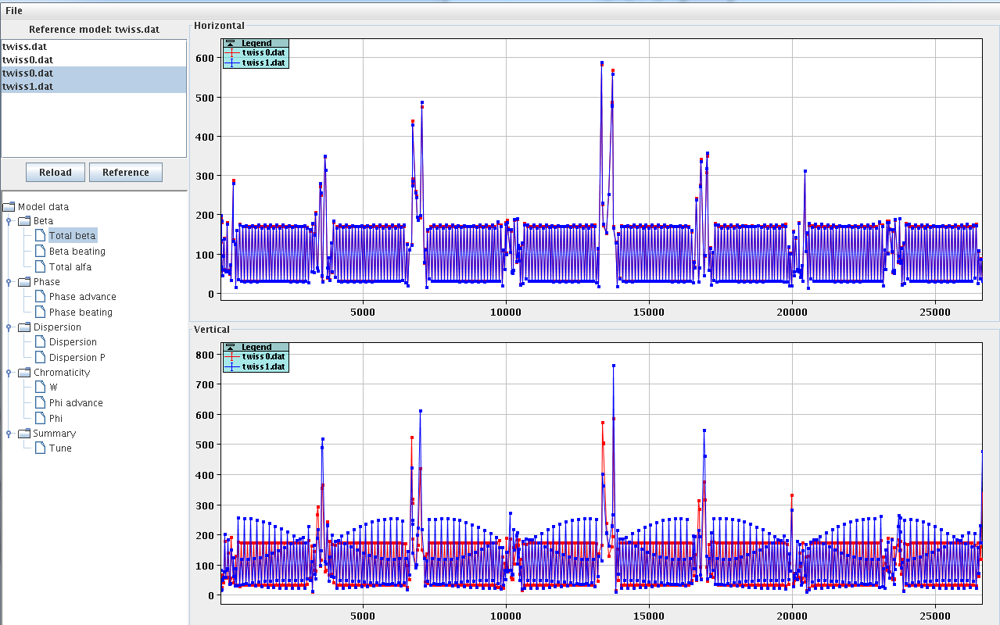 File
Reference model: twiss.dat
twiss.dat
twiss0.dat
twiss0.dat
twiss1.dat
Reload Reference
Model data
Beta
Total beta
Beta beating
Total alfa
Phase
Phase advance
Phase beating
Dispersion
Dispersion
Dispersion P
Chromaticity
W
Phi advance
Phi
Summary
Tune
Horizontal
Legend
twiss0.dat
twiss1.dat
600
500
400
300
200
100
0
5000 10000 15000 20000 25000
Vertical
Legend
twiss0.dat
twiss1.dat
800
700
600
500
400
300
200
100
0
5000 10000 15000 20000 25000